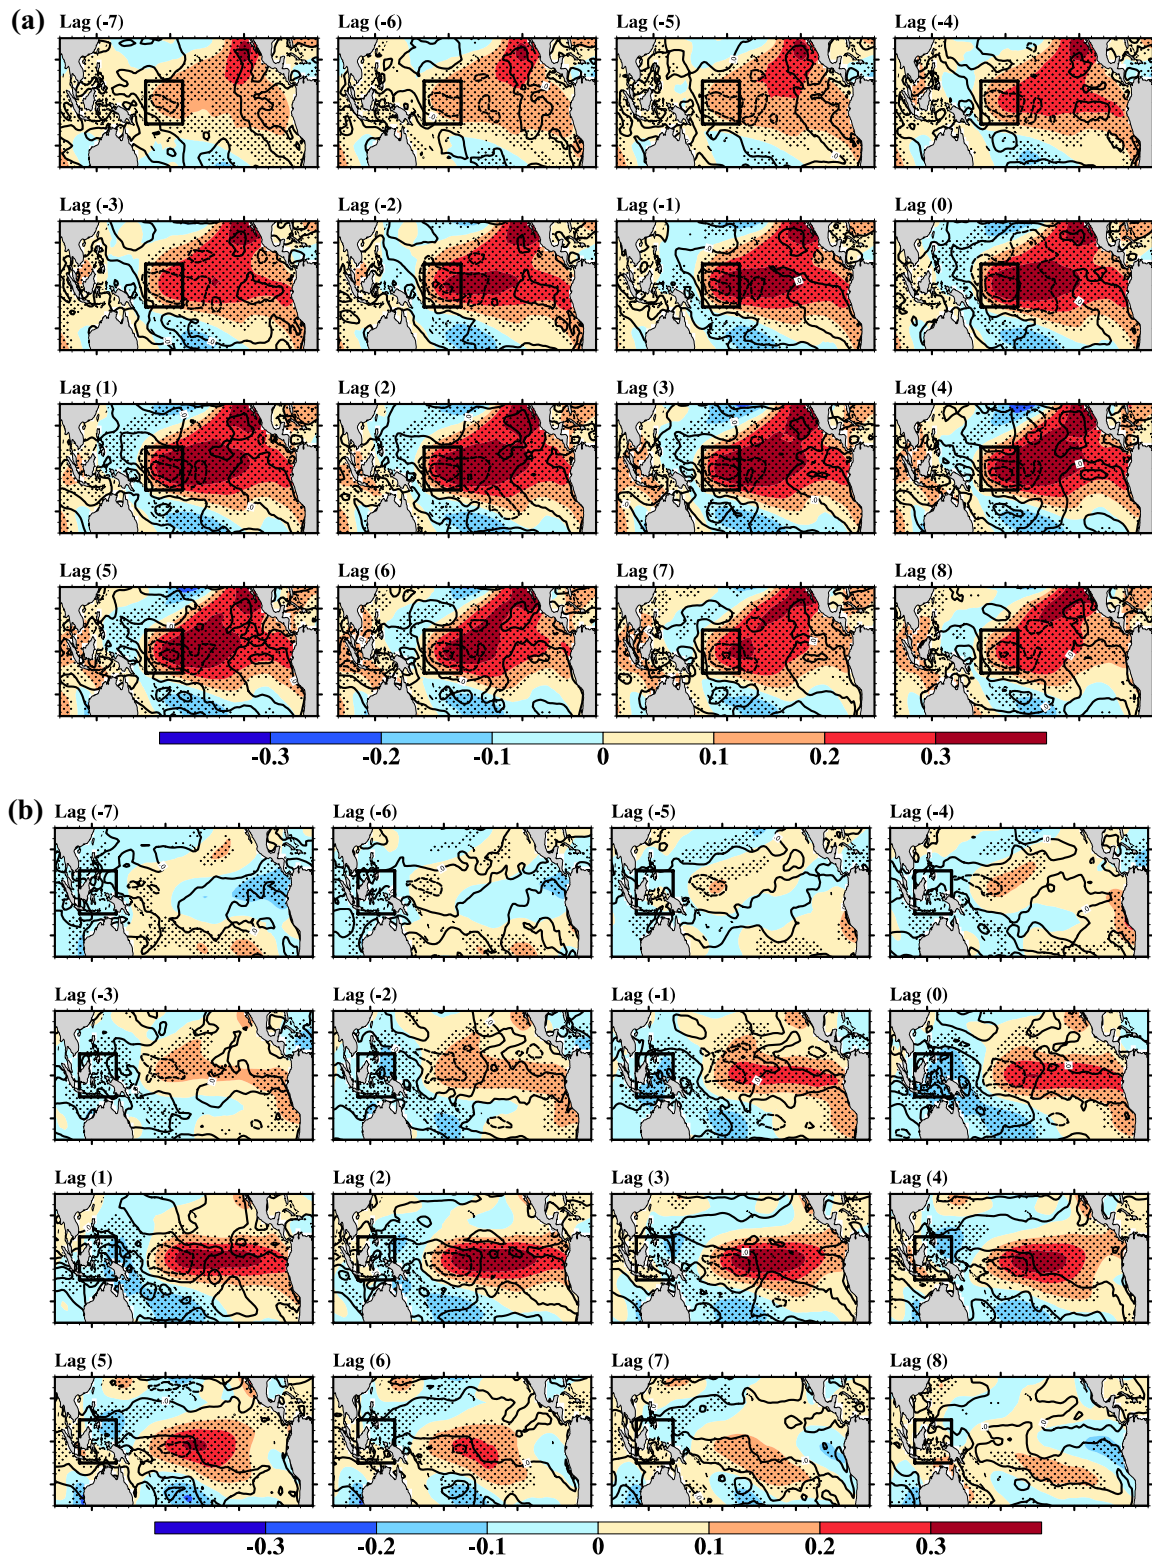 (a)
Lag (-7) Lag (-6) Lag (-5) Lag (-4)
Lag (-3) Lag (-2) Lag (-1) Lag (0)
Lag (1) Lag (2) Lag (3) Lag (4)
Lag (5) Lag (6) Lag (7) Lag (8)
-0.3 -0.2 -0.1 0 0.1 0.2 0.3
(b)
Lag (-7) Lag (-6) Lag (-5) Lag (-4)
Lag (-3) Lag (-2) Lag (-1) Lag (0)
Lag (1) Lag (2) Lag (3) Lag (4)
Lag (5) Lag (6) Lag (7) Lag (8)
-0.3 -0.2 -0.1 0 0.1 0.2 0.3